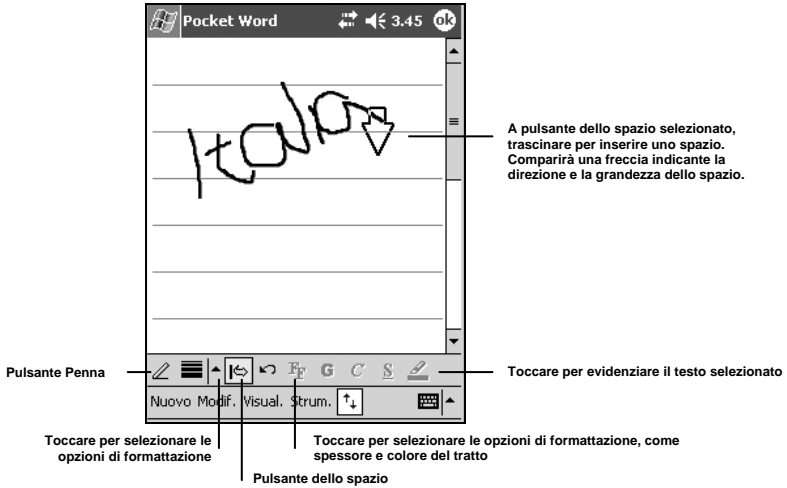 Pocket Word 3.45 ok
Itala
A pulsante dello spazio selezionato,
trascinare per inserire uno spazio.
Comparirà una freccia indicante la
direzione e la grandezza dello spazio.
Pulsante Penna
FF G C S
Toccare per evidenziare il testo selezionato
Nuovo Modif. Visual. Strum.
Toccare per selezionare le
opzioni di formattazione
Toccare per selezionare le opzioni di formattazione, come
spessore e colore del tratto
Pulsante dello spazio